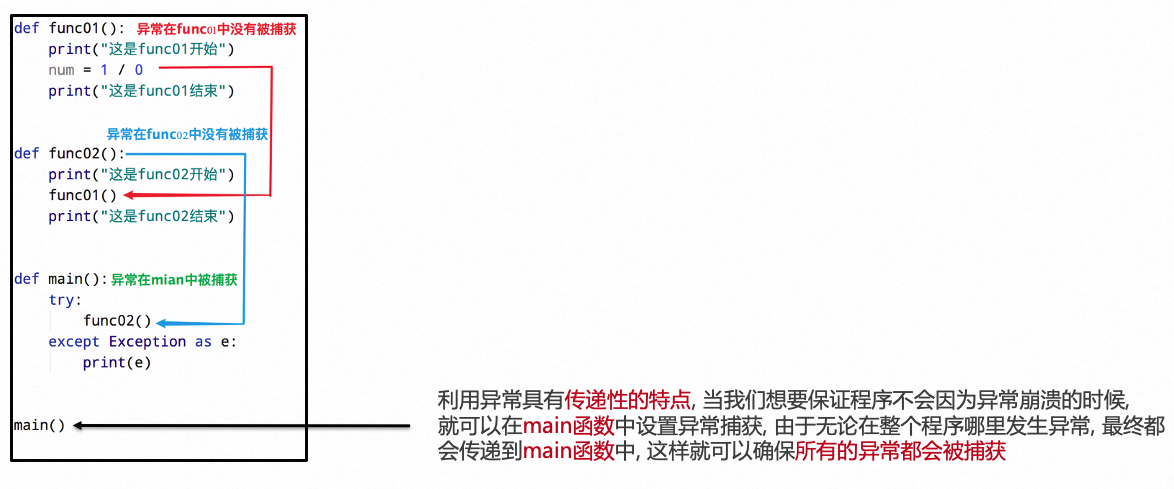 def func01(): 异常在func01中没有被捕获
    print("这是func01开始")
    num = 1 / 0
    print("这是func01结束")
异常在func02中没有被捕获
def func02():
    print("这是func02开始")
    func01()
    print("这是func02结束")
def main(): 异常在mian中被捕获
    try:
        func02()
    except Exception as e:
        print(e)
main()
利用异常具有传递性的特点, 当我们想要保证程序不会因为异常崩溃的时候,
就可以在main函数中设置异常捕获, 由于无论在整个程序哪里发生异常, 最终都
会传递到main函数中, 这样就可以确保所有的异常都会被捕获